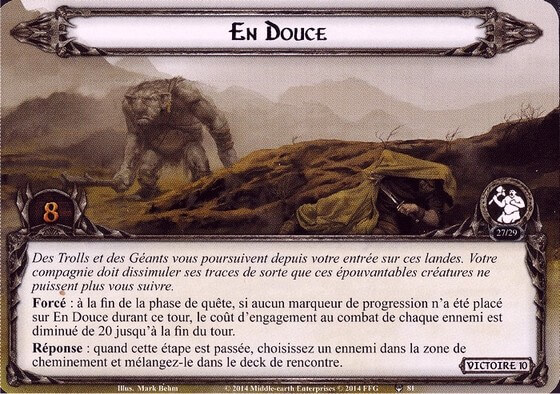 En Douce
8
27/29
Des Trolls et des Géants vous poursuivent depuis votre entrée sur ces landes. Votre
compagnie doit dissimuler ses traces de sorte que ces épouvantables créatures ne
puissent plus vous suivre.
Forcé : à la fin de la phase de quête, si aucun marqueur de progression n'a été placé
sur En Douce durant ce tour, le coût d'engagement au combat de chaque ennemi est
diminué de 20 jusqu'à la fin du tour.
Réponse : quand cette étape est passée, choisissez un ennemi dans la zone de
cheminement et mélangez-le dans le deck de rencontre.
VICTOIRE 10
Illus. Mark Behm © 2014 Middle-earth Enterprises © 2014 FFG 81